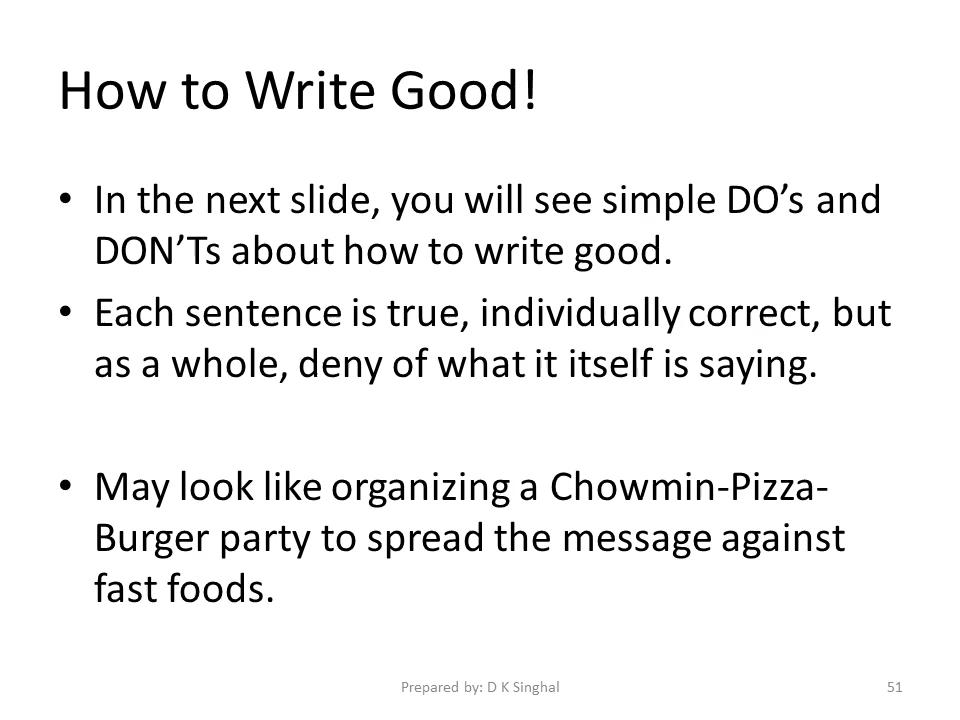 How to Write Good!
• In the next slide, you will see simple DO’s and
DON’Ts about how to write good.
• Each sentence is true, individually correct, but
as a whole, deny of what it itself is saying.
• May look like organizing a Chowmin-Pizza-
Burger party to spread the message against
fast foods.
Prepared by: D K Singhal
51